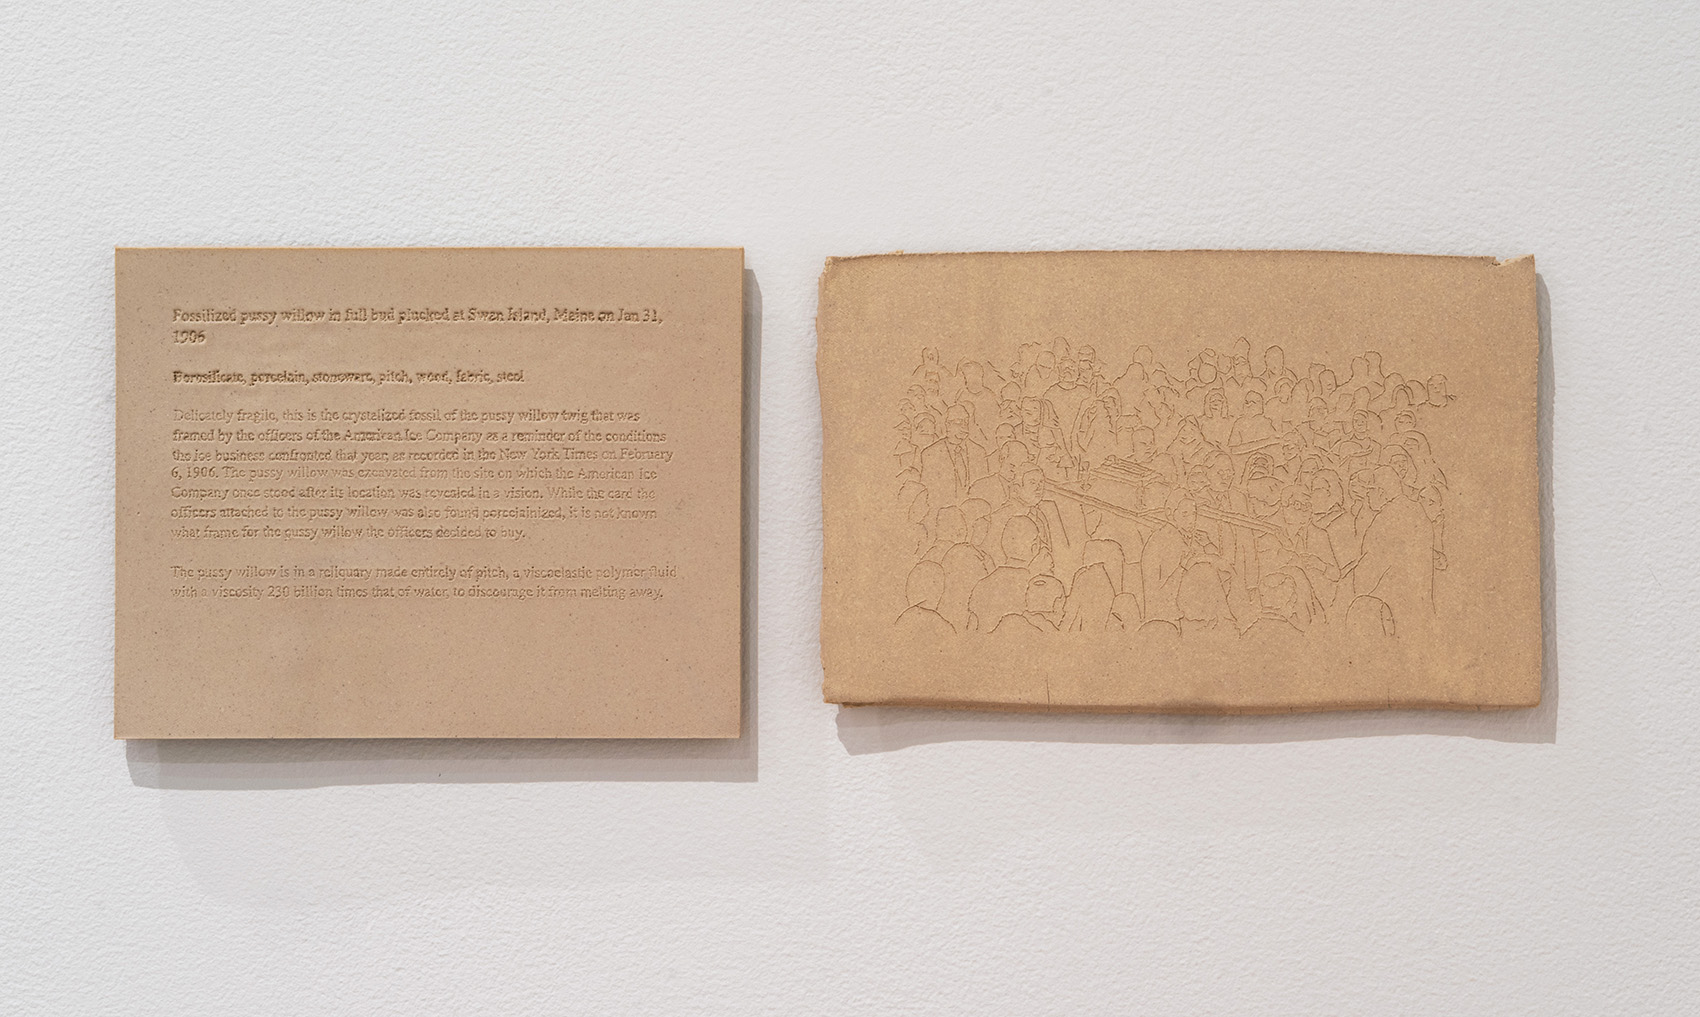 Fossilized pussy willow in full bud plucked at Swan Island, Maine on Jan 31,
1906
Borosilicate, porcelain, stoneware, pitch, wood, fabric, steel
Delicately fragile, this is the crystalized fossil of the pussy willow twig that was
framed by the officers of the American Ice Company as a reminder of the conditions
the ice business confronted that year, as recorded in the New York Times on February
6, 1906. The pussy willow was excavated from the site on which the American Ice
Company once stood after its location was revealed in a vision. While the card the
officers attached to the pussy willow was also found porcelainized, it is not known
what frame for the pussy willow the officers decided to buy.
The pussy willow is in a reliquary made entirely of pitch, a viscoelastic polymer fluid
with a viscosity 230 billion times that of water, to discourage it from melting away.